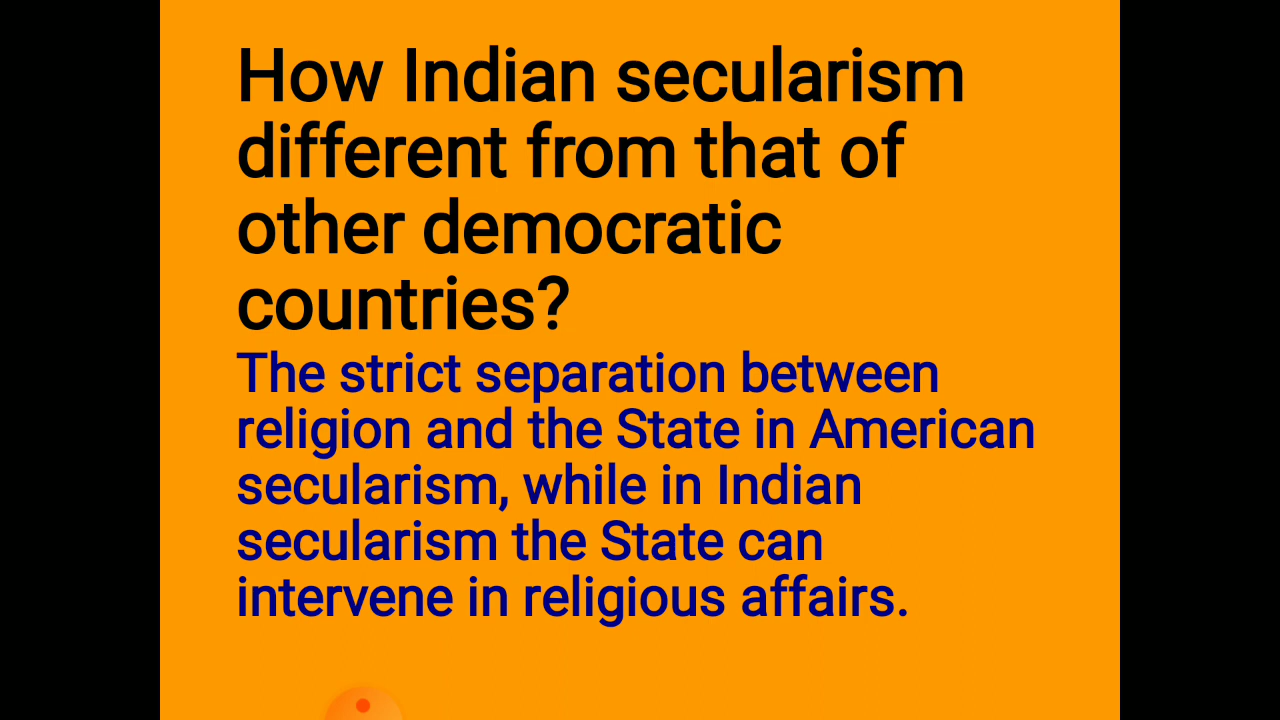 How Indian secularism
different from that of
other democratic
countries?
The strict separation between
religion and the State in American
secularism, while in Indian
secularism the State can
intervene in religious affairs.